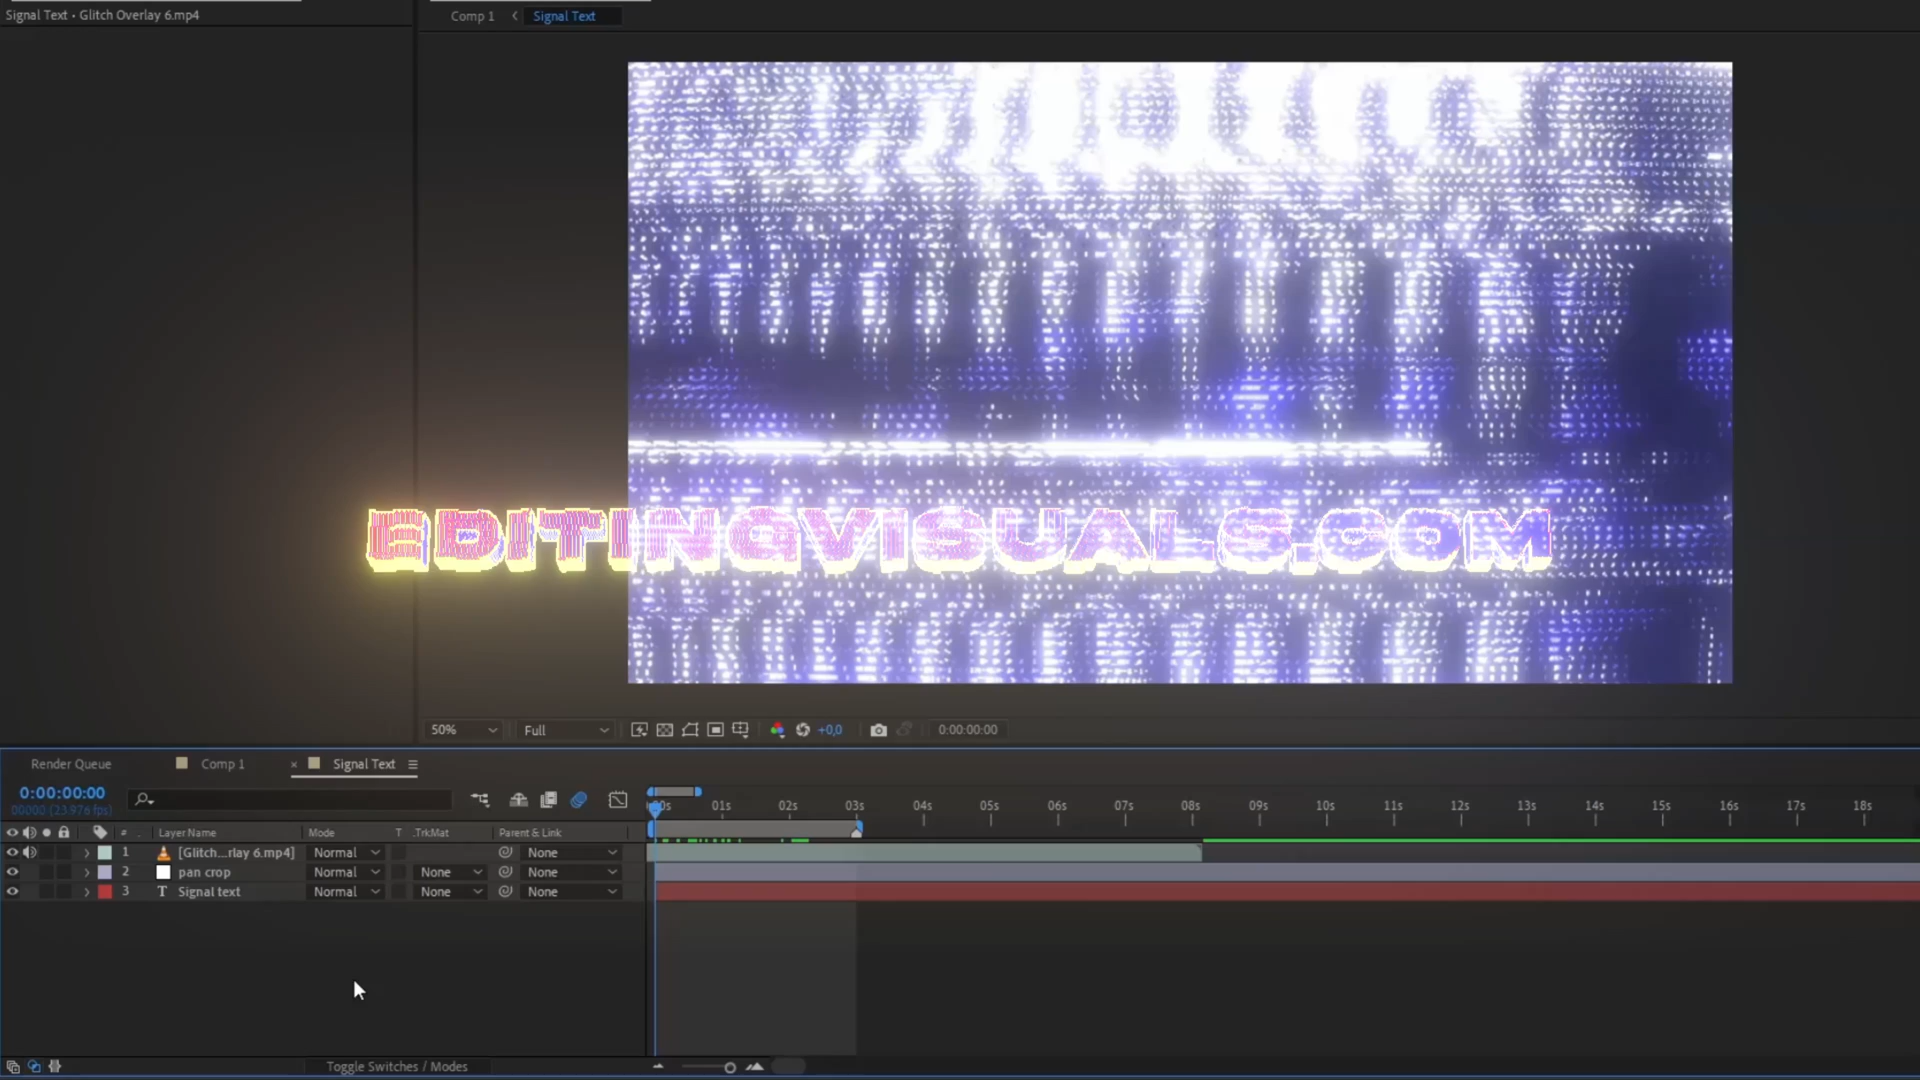 Signal Text • Glitch Overlay 6.mp4
Comp 1 Signal Text
EDITINGVISUALS.COM
50% Full +0,0 0:00:00:00
Render Queue Comp 1 × Signal Text
0:00:00:00
00000 (23.976 fps)
:00s 01s 02s 03s 04s 05s 06s 07s 08s 09s 10s 11s 12s 13s 14s 15s 16s 17s 18s
# Layer Name Mode T .TrkMat Parent & Link
1 [Glitch...rlay 6.mp4] Normal None
2 pan crop Normal None None
3 T Signal text Normal None None
Toggle Switches / Modes